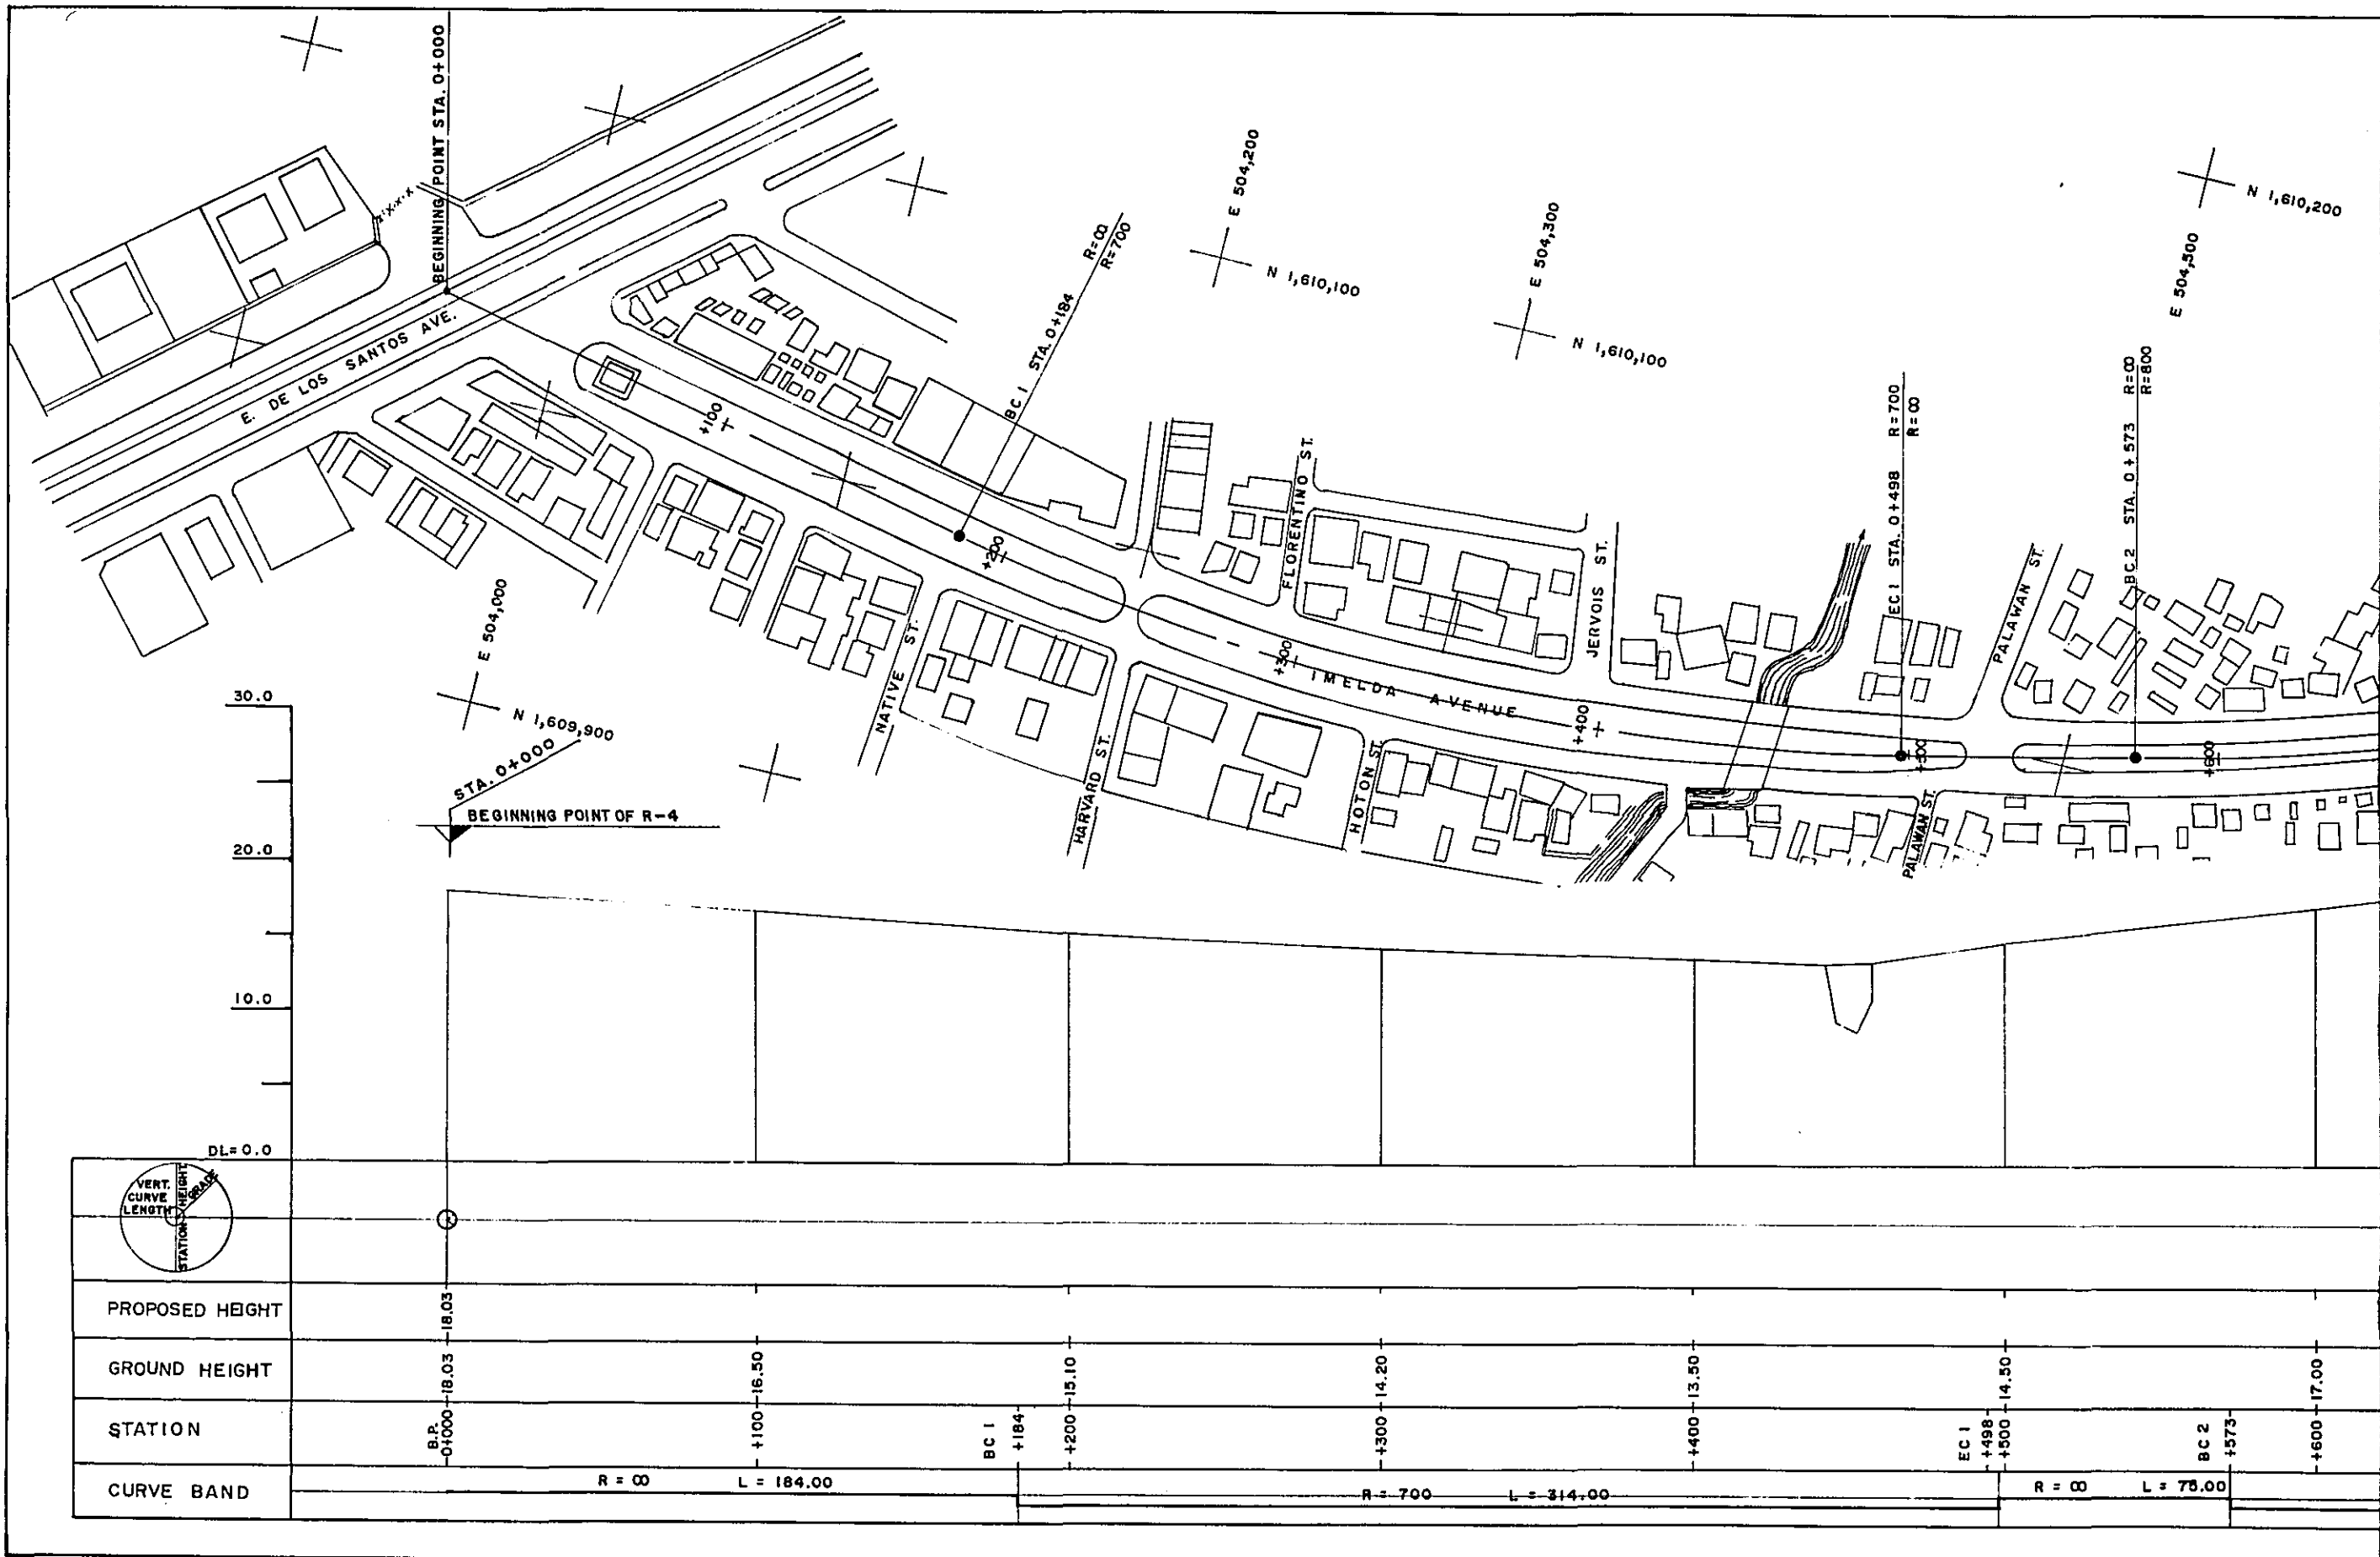 BEGINNING POINT STA. 0+000
E. DE LOS SANTOS AVE.
+100
BC 1 STA. 0+184
R=∞
R=700
+200
E 504,200
N 1,610,100
E 504,300
N 1,610,100
N 1,610,200
E 504,500
FLORENTINO ST.
JERVOIS ST.
EC 1 STA. 0+498
R=700
R=∞
PALAWAN ST.
BC 2 STA. 0+573
R=∞
R=800
+300
IMELDA AVENUE
+400
+500
+600
E 504,000
N 1,609,900
NATIVE ST.
HARVARD ST.
HOTON ST.
PALAWAN ST.
STA. 0+000
BEGINNING POINT OF R-4
30.0
20.0
10.0
DL=0.0
VERT. CURVE LENGTH
HEIGHT
GRADE
STATION
PROPOSED HEIGHT
18.03
GROUND HEIGHT
18.03
16.50
15.10
14.20
13.50
14.50
17.00
STATION
B.P.
0+000
+100
BC 1
+184
+200
+300
+400
EC 1
+498
+500
BC 2
+573
+600
CURVE BAND
R = ∞ L = 184.00
R = 700 L = 314.00
R = ∞ L = 75.00